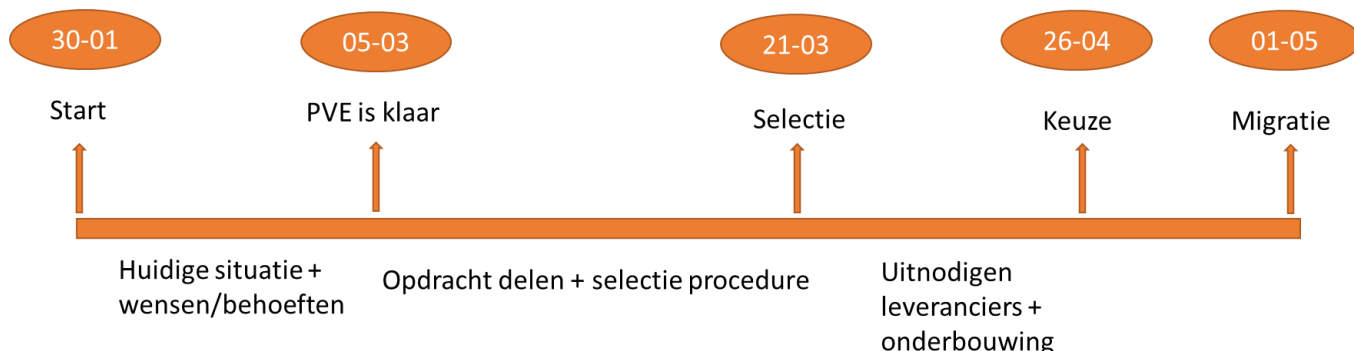 30-01
05-03
21-03
26-04
01-05
Start
PVE is klaar
Selectie
Keuze
Migratie
Huidige situatie +
wensen/behoeften
Opdracht delen + selectie procedure
Uitnodigen
leveranciers +
onderbouwing